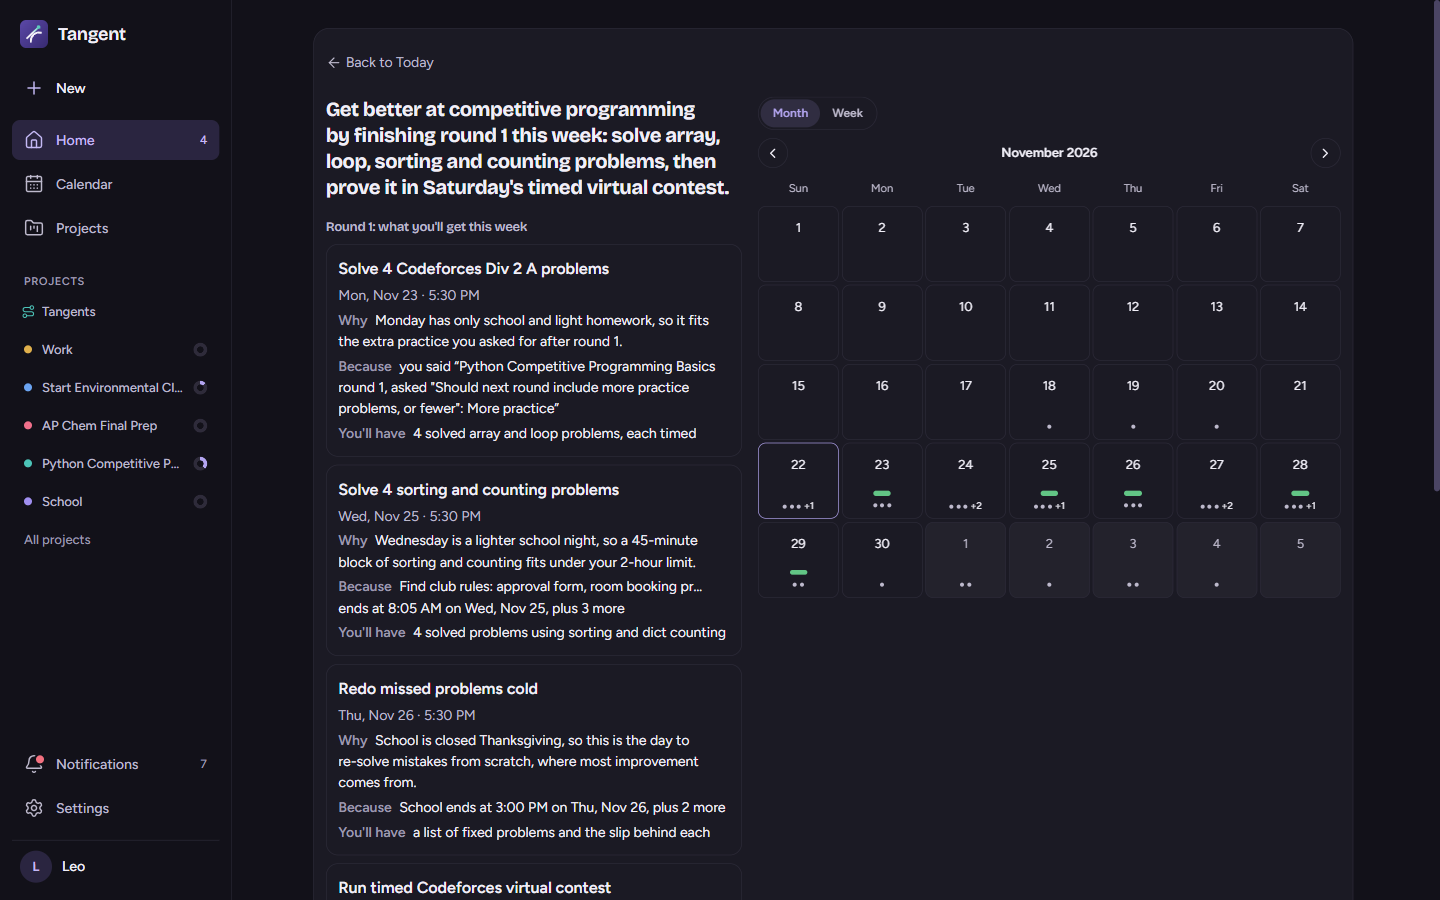 Tangent
New
Home 4
Calendar
Projects
PROJECTS
Tangents
Work
Start Environmental Cl...
AP Chem Final Prep
Python Competitive P...
School
All projects
Notifications 7
Settings
L Leo
← Back to Today
Get better at competitive programming
by finishing round 1 this week: solve array,
loop, sorting and counting problems, then
prove it in Saturday's timed virtual contest.
Round 1: what you'll get this week
Solve 4 Codeforces Div 2 A problems
Mon, Nov 23 · 5:30 PM
Why Monday has only school and light homework, so it fits
the extra practice you asked for after round 1.
Because you said “Python Competitive Programming Basics
round 1, asked "Should next round include more practice
problems, or fewer": More practice”
You'll have 4 solved array and loop problems, each timed
Solve 4 sorting and counting problems
Wed, Nov 25 · 5:30 PM
Why Wednesday is a lighter school night, so a 45-minute
block of sorting and counting fits under your 2-hour limit.
Because Find club rules: approval form, room booking pr...
ends at 8:05 AM on Wed, Nov 25, plus 3 more
You'll have 4 solved problems using sorting and dict counting
Redo missed problems cold
Thu, Nov 26 · 5:30 PM
Why School is closed Thanksgiving, so this is the day to
re-solve mistakes from scratch, where most improvement
comes from.
Because School ends at 3:00 PM on Thu, Nov 26, plus 2 more
You'll have a list of fixed problems and the slip behind each
Run timed Codeforces virtual contest
Month Week
November 2026
Sun Mon Tue Wed Thu Fri Sat
1 2 3 4 5 6 7
8 9 10 11 12 13 14
15 16 17 18 19 20 21
22 23 24 25 26 27 28
+1 +2 +1 +2 +1
29 30 1 2 3 4 5